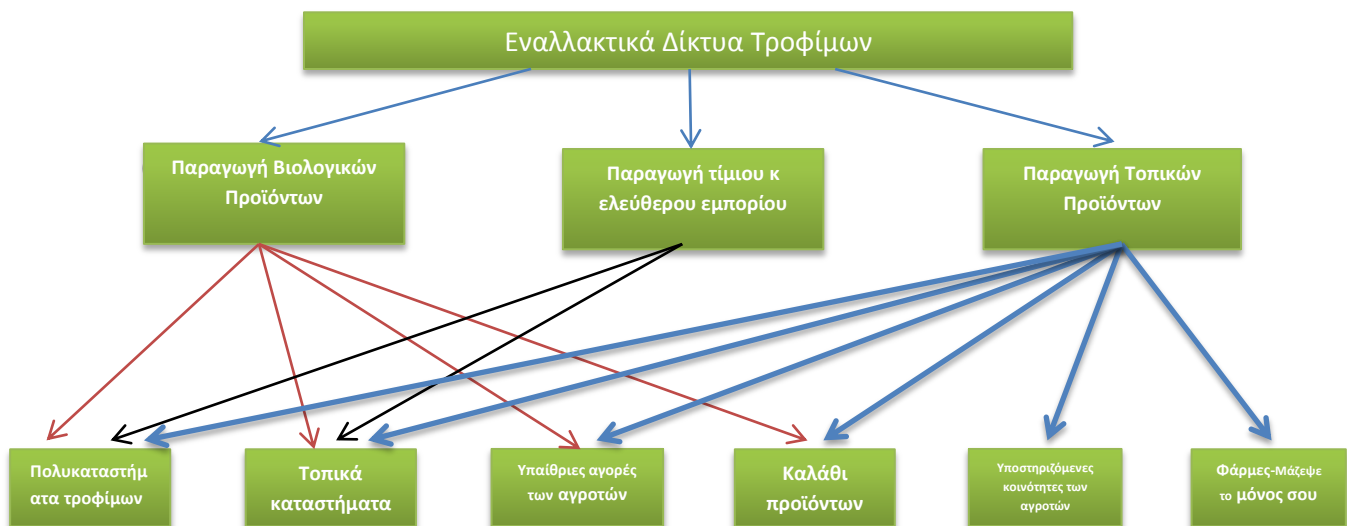 Εναλλακτικά Δίκτυα Τροφίμων
Παραγωγή Βιολογικών
Προϊόντων
Παραγωγή τίμιου κ
ελεύθερου εμπορίου
Παραγωγή Τοπικών
Προϊόντων
Πολυκαταστήμ
ατα τροφίμων
Τοπικά
καταστήματα
Υπαίθριες αγορές
των αγροτών
Καλάθι
προϊόντων
Υποστηριζόμενες
κοινότητες των
αγροτών
Φάρμες-Μάζεψε
το μόνος σου